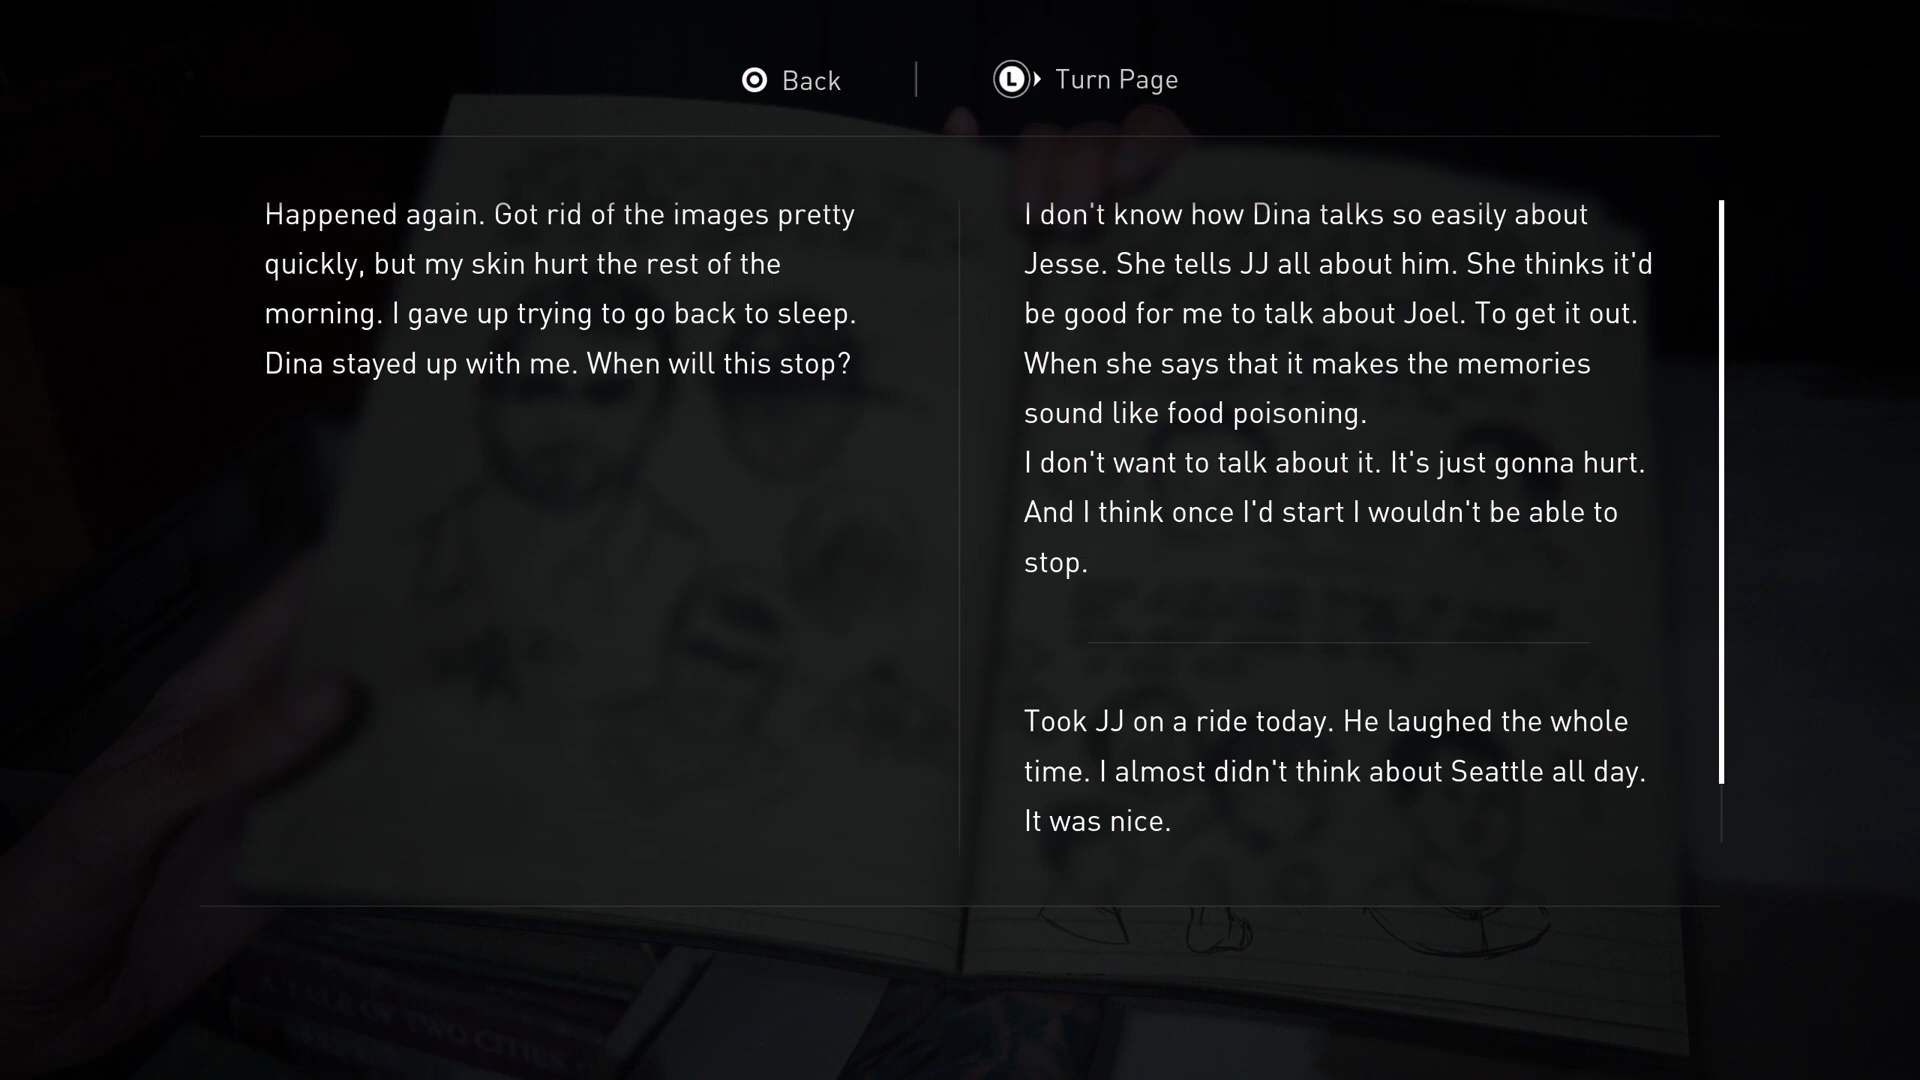 Back
L Turn Page
Happened again. Got rid of the images pretty
quickly, but my skin hurt the rest of the
morning. I gave up trying to go back to sleep.
Dina stayed up with me. When will this stop?
I don't know how Dina talks so easily about
Jesse. She tells JJ all about him. She thinks it'd
be good for me to talk about Joel. To get it out.
When she says that it makes the memories
sound like food poisoning.
I don't want to talk about it. It's just gonna hurt.
And I think once I'd start I wouldn't be able to
stop.
Took JJ on a ride today. He laughed the whole
time. I almost didn't think about Seattle all day.
It was nice.
A TALE OF TWO CITIES